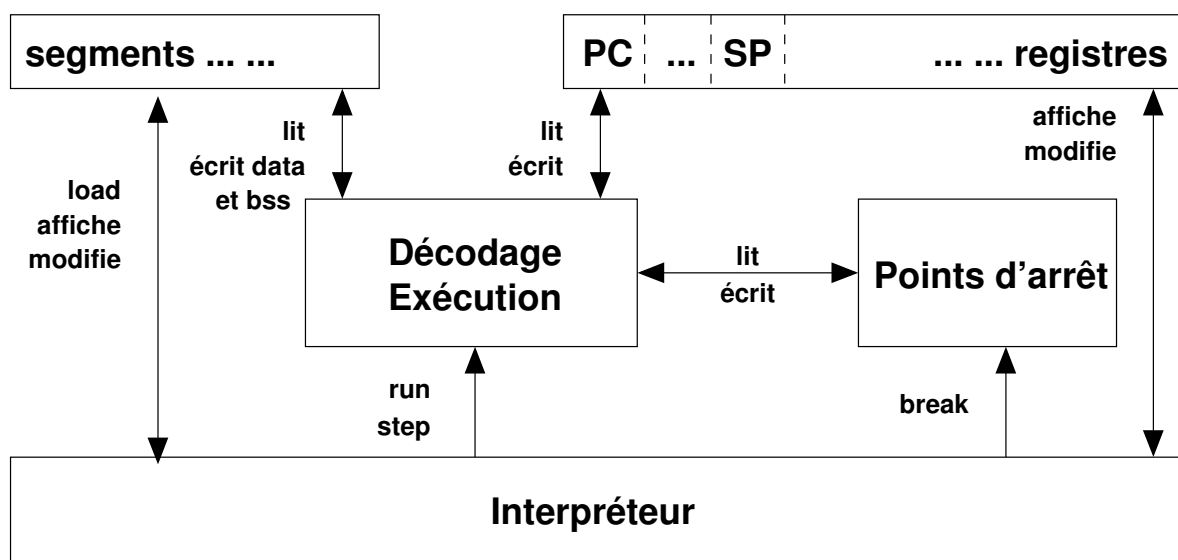 segments ... ...
PC ... SP ... ... registres
lit
écrit data
et bss
lit
écrit
affiche
modifie
load
affiche
modifie
Décodage
Exécution
lit
écrit
Points d’arrêt
run
step
break
Interpréteur